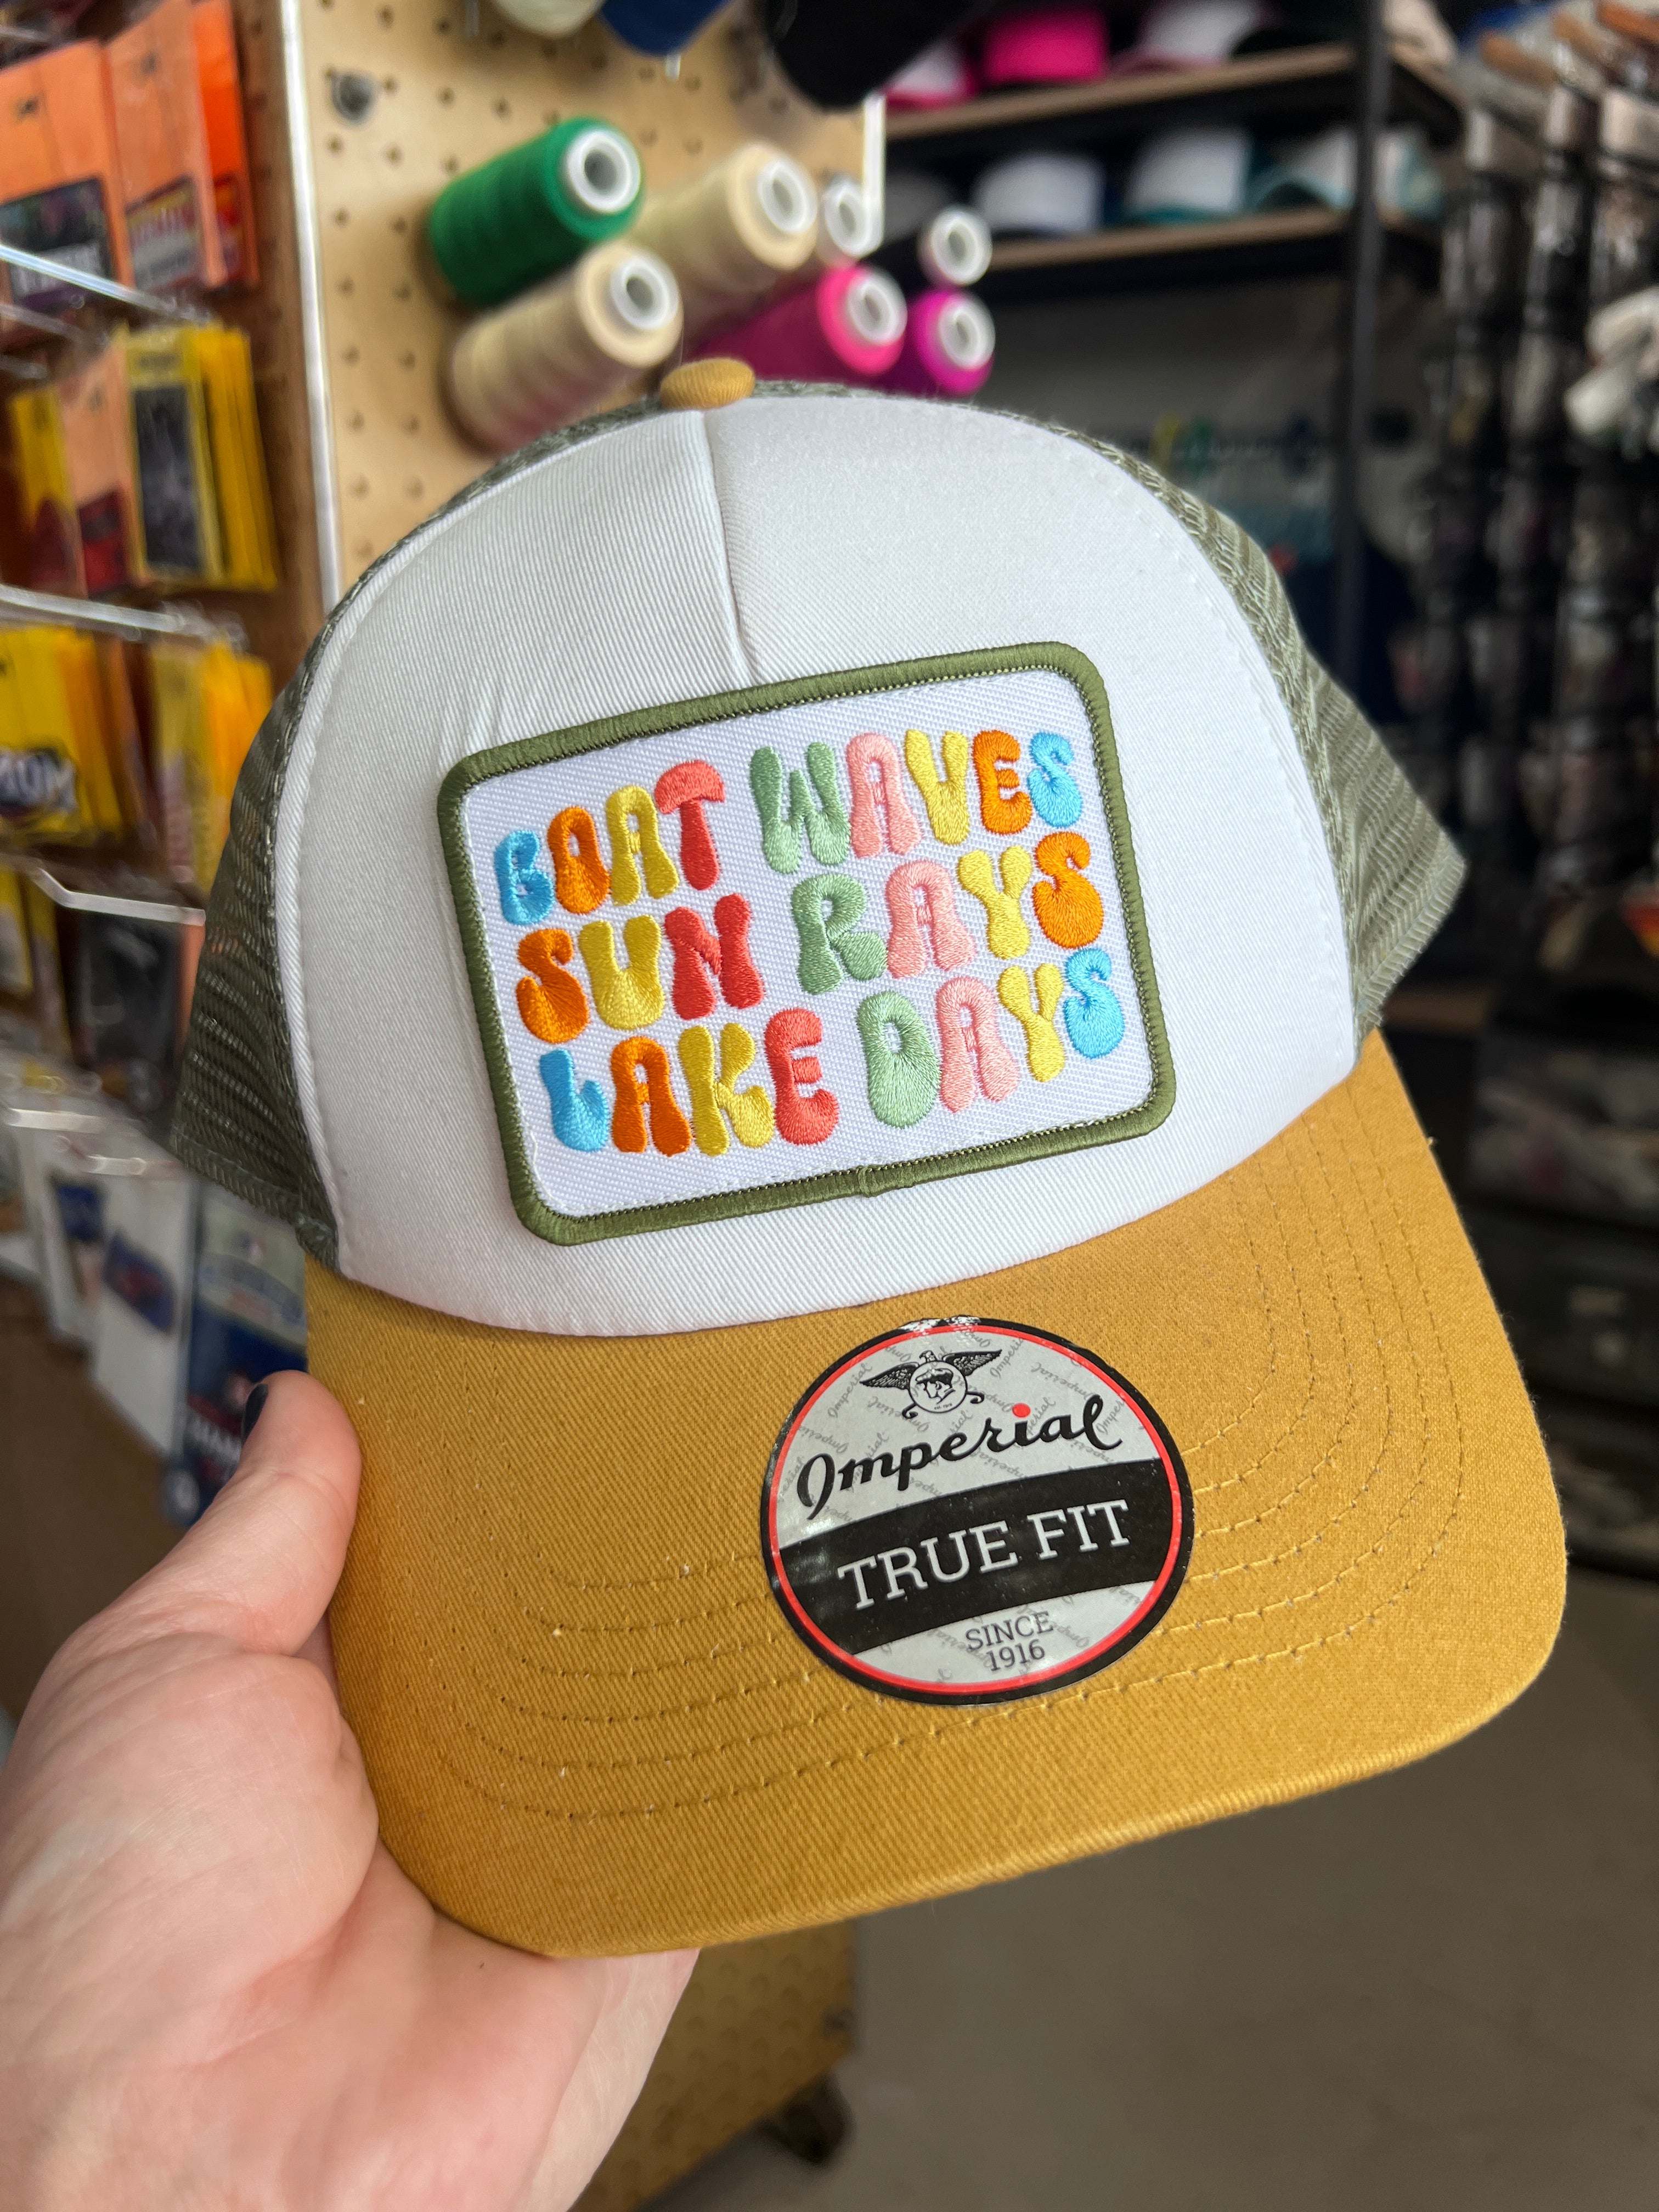 BOAT WAVES
SUN RAYS
LAKE DAYS
Imperial
TRUE FIT
SINCE
1916